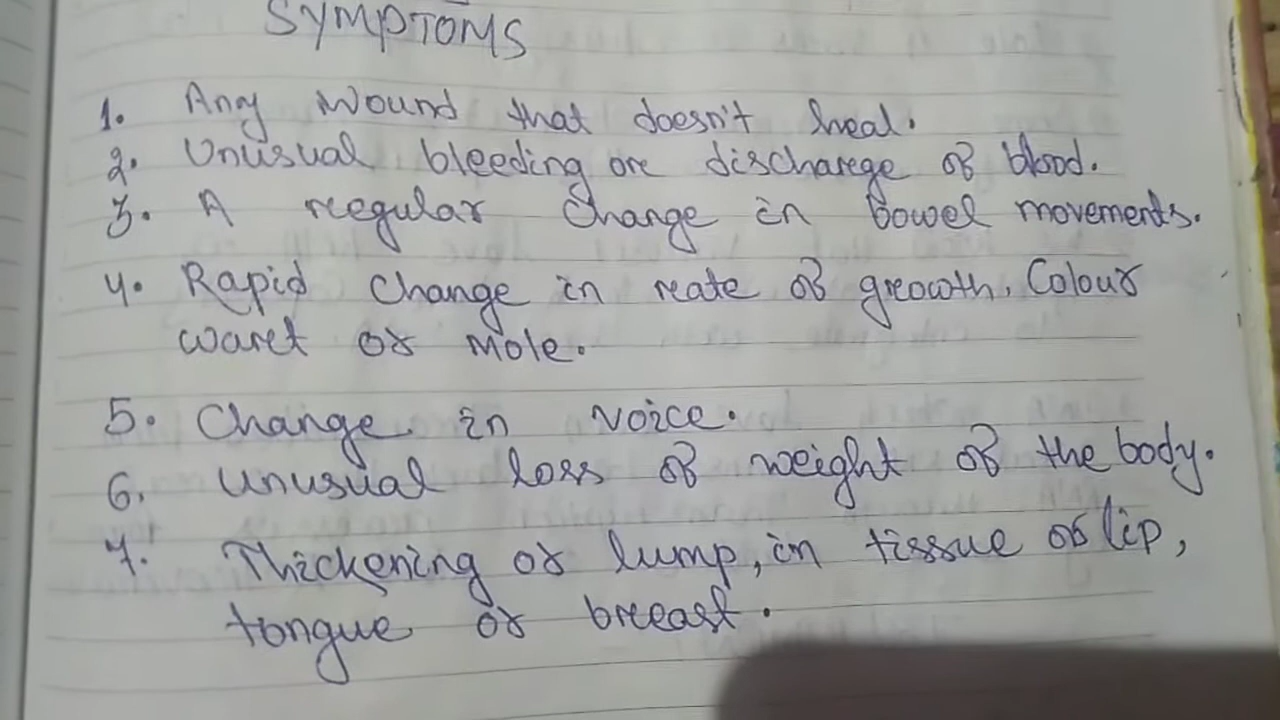 SYMPTOMS
1. Any wound that doesn't heal.
2. Unusual bleeding or discharge of blood.
3. A regular change in bowel movements.
4. Rapid change in rate of growth, Colour
wart or Mole.
5. Change in voice.
6. Unusual loss of weight of the body.
7. Thickening or lump, in tissue of lip,
tongue or breast.